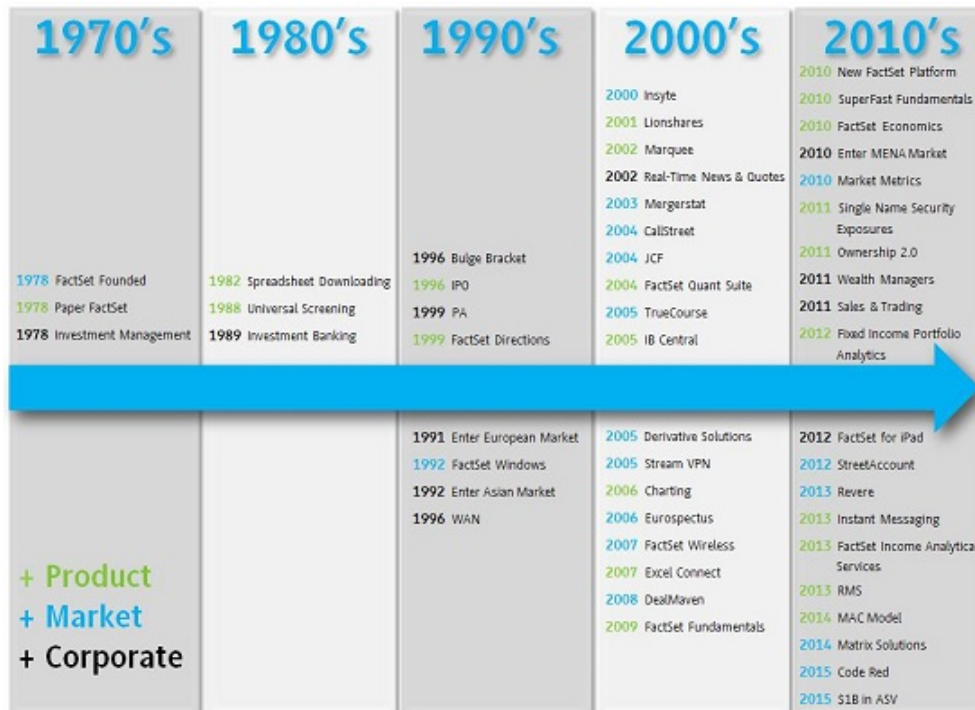 1970's
1978 FactSet Founded
1978 Paper FactSet
1978 Investment Management
1980's
1982 Spreadsheet Downloading
1988 Universal Screening
1989 Investment Banking
1990's
1996 Bulge Bracket
1996 IPO
1999 PA
1999 FactSet Directions
1991 Enter European Market
1992 FactSet Windows
1992 Enter Asian Market
1996 WAN
2000's
2000 Insyte
2001 Lionshares
2002 Marquee
2002 Real-Time News & Quotes
2003 Mergerstat
2004 CallStreet
2004 JCF
2004 FactSet Quant Suite
2005 TrueCourse
2005 IB Central
2005 Derivative Solutions
2005 Stream VPN
2006 Charting
2006 Eurospectus
2007 FactSet Wireless
2007 Excel Connect
2008 DealMaven
2009 FactSet Fundamentals
2010's
2010 New FactSet Platform
2010 SuperFast Fundamentals
2010 FactSet Economics
2010 Enter MENA Market
2010 Market Metrics
2011 Single Name Security
Exposures
2011 Ownership 2.0
2011 Wealth Managers
2011 Sales & Trading
2012 Fixed Income Portfolio
Analytics
2012 FactSet for iPad
2012 StreetAccount
2013 Revere
2013 Instant Messaging
2013 FactSet Income Analytica
Services
2013 RMS
2014 MAC Model
2014 Matrix Solutions
2015 Code Red
2015 $1B in ASV
+ Product
+ Market
+ Corporate